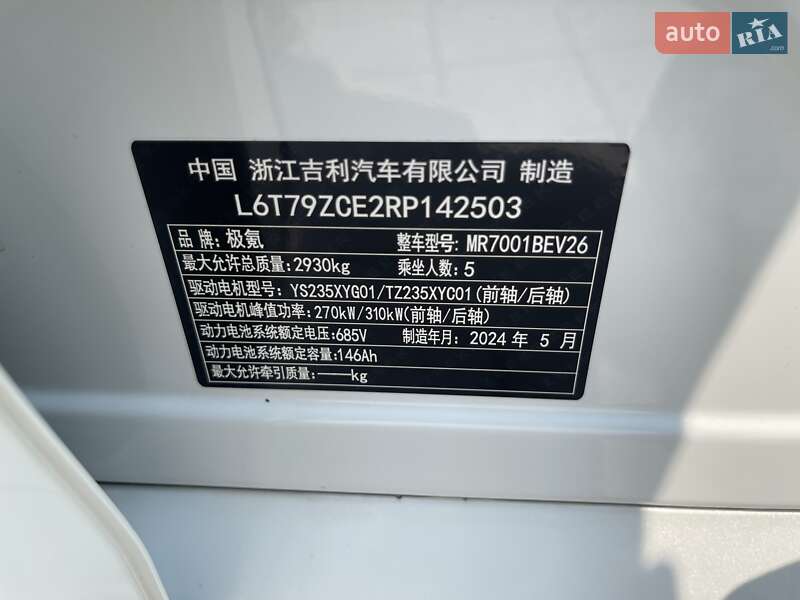 auto RIA .com
中国 浙江吉利汽车有限公司 制造
L6T79ZCE2RP142503
品 牌: 极氪 整车型号: MR7001BEV26
最大允许总质量: 2930kg 乘坐人数: 5
驱动电机型号: YS235XYG01/TZ235XYC01(前轴/后轴)
驱动电机峰值功率: 270kW/310kW(前轴/后轴)
动力电池系统额定电压: 685V 制造年月: 2024 年 5 月
动力电池系统额定容量: 146Ah
最大允许牵引质量: ——kg